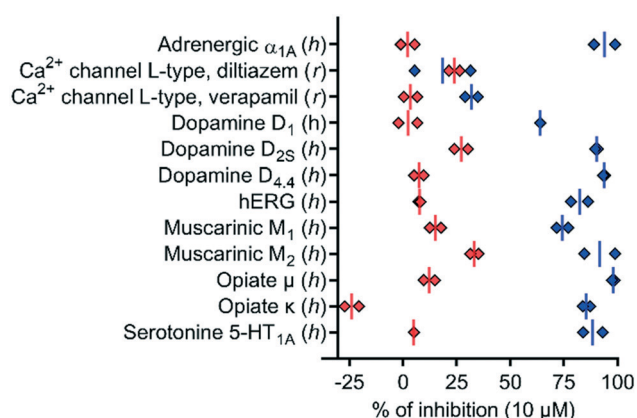 Adrenergic α1A (h)
Ca2+ channel L-type, diltiazem (r)
Ca2+ channel L-type, verapamil (r)
Dopamine D1 (h)
Dopamine D2S (h)
Dopamine D4.4 (h)
hERG (h)
Muscarinic M1 (h)
Muscarinic M2 (h)
Opiate μ (h)
Opiate κ (h)
Serotonine 5-HT1A (h)
-25 0 25 50 75 100
% of inhibition (10 μM)